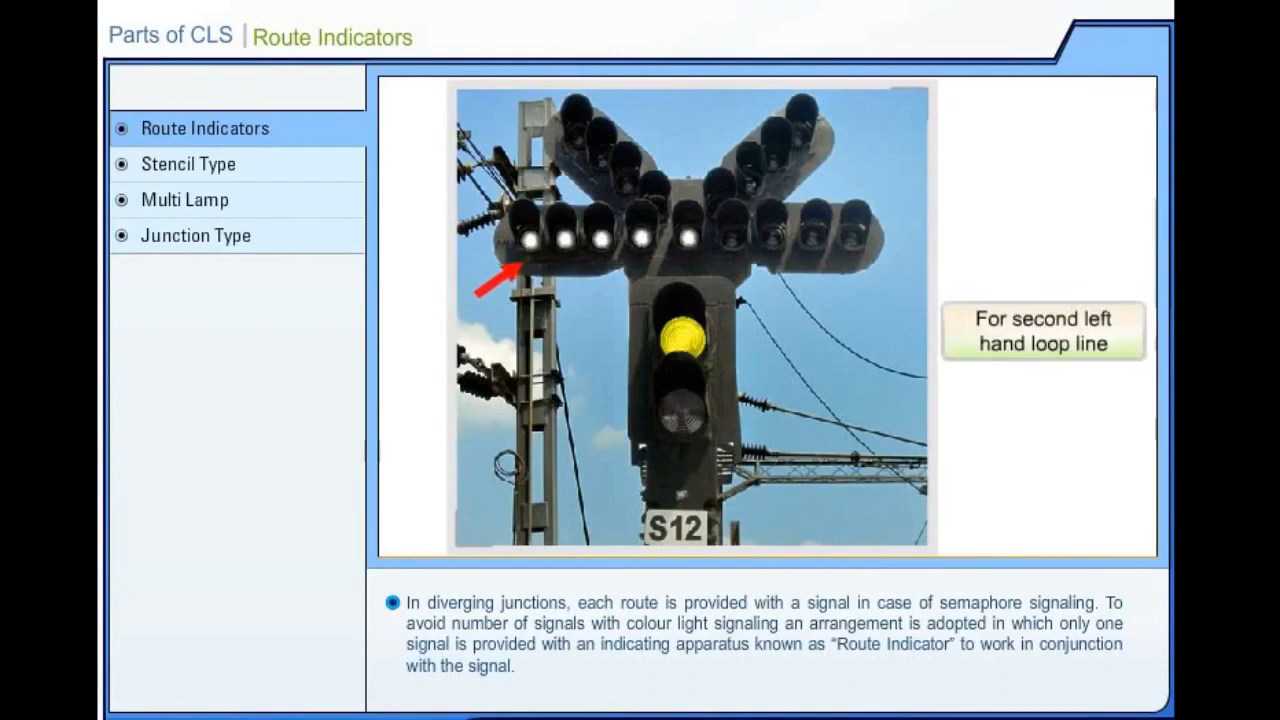 Parts of CLS | Route Indicators
Route Indicators
Stencil Type
Multi Lamp
Junction Type
For second left
hand loop line
S12
In diverging junctions, each route is provided with a signal in case of semaphore signaling. To
avoid number of signals with colour light signaling an arrangement is adopted in which only one
signal is provided with an indicating apparatus known as “Route Indicator” to work in conjunction
with the signal.